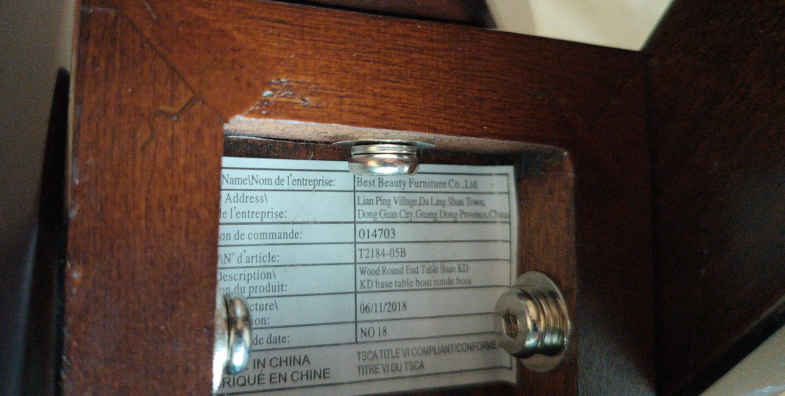 Name\Nom de l'entreprise: Best Beauty Furniture Co.,Ltd.
Address\ Lian Ping Village,Da Ling Shan Town,
de l'entreprise: Dong Guan City,Guang Dong Province,China
on de commande: 014703
\N° d'article: T2184-05B
Description\ Wood Round End Table Base KD
on du produit: KD base table bout ronde bois
cture\ 06/11/2018
ion:
de date: NO 18
IN CHINA TSCA TITLE VI COMPLIANT/CONFORME
RIQUÉ EN CHINE TITRE VI DU TSCA